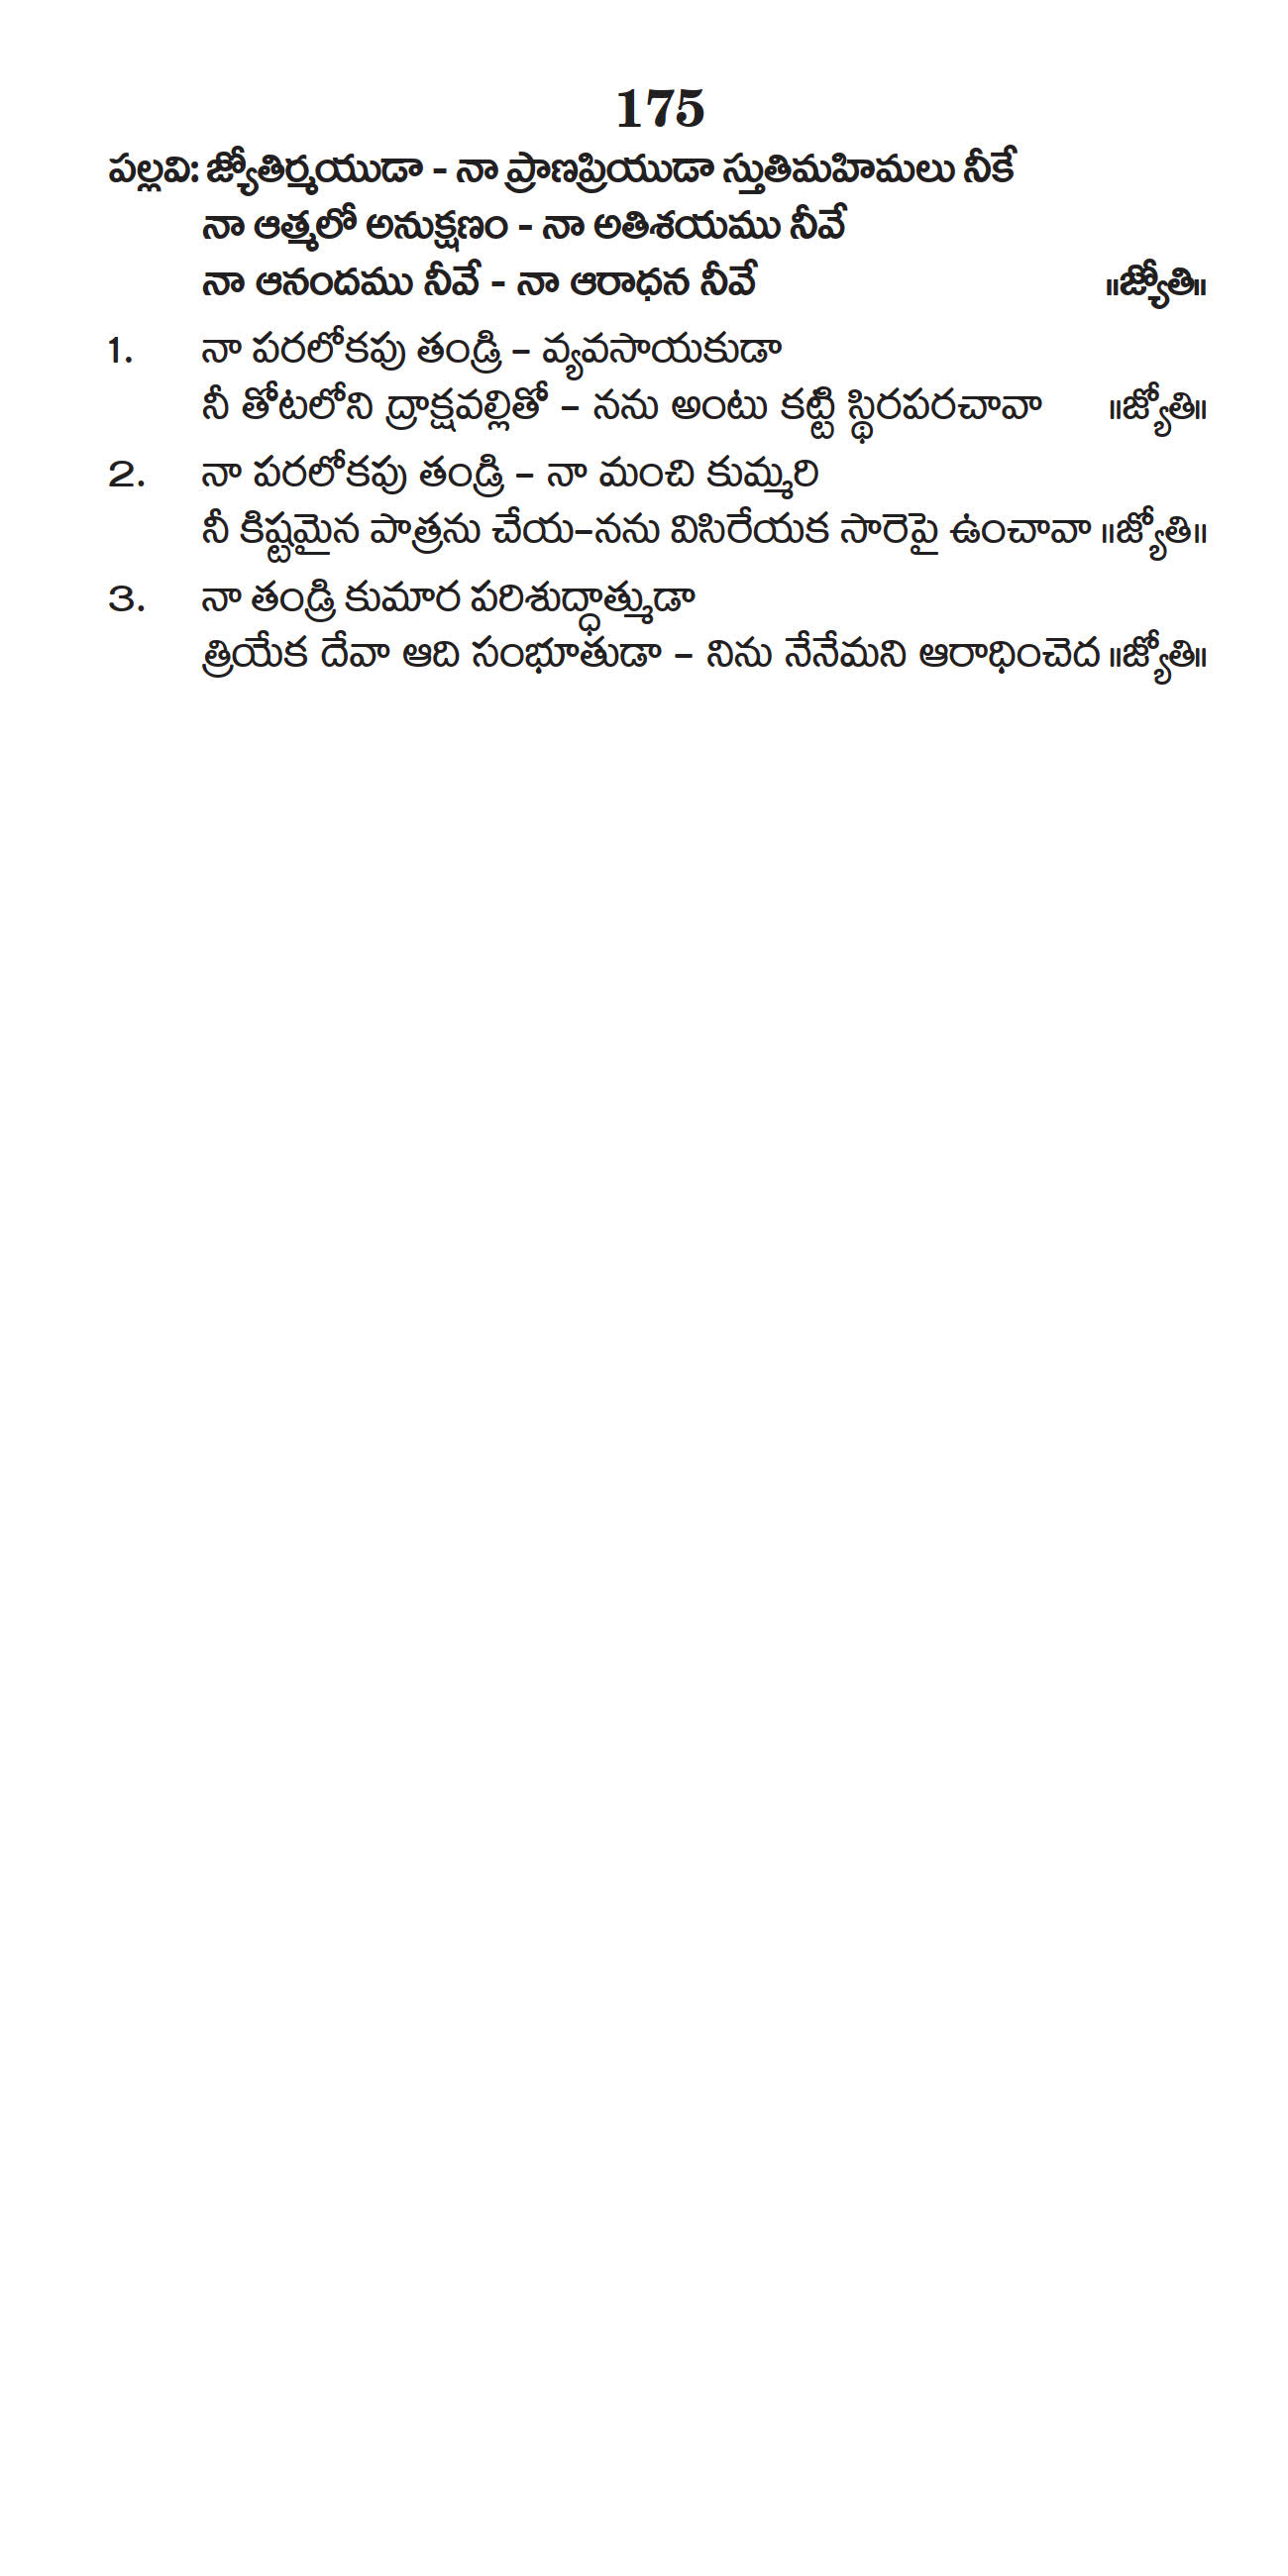 175
పల్లవి: జ్యోతిర్మయుడా - నా ప్రాణప్రియుడా స్తుతిమహిమలు నీకే
నా ఆత్మలో అనుక్షణం - నా అతిశయము నీవే
నా ఆనందము నీవే - నా ఆరాధన నీవే ॥జ్యోతి॥
1. నా పరలోకపు తండ్రి – వ్యవసాయకుడా
నీ తోటలోని ద్రాక్షవల్లితో – నను అంటు కట్టి స్థిరపరచావా ॥జ్యోతి॥
2. నా పరలోకపు తండ్రి – నా మంచి కుమ్మరి
నీ కిష్టమైన పాత్రను చేయ–నను విసిరేయక సారెపై ఉంచావా ॥జ్యోతి॥
3. నా తండ్రి కుమార పరిశుద్ధాత్ముడా
త్రియేక దేవా ఆది సంభూతుడా – నిను నేనేమని ఆరాధించెద ॥జ్యోతి॥